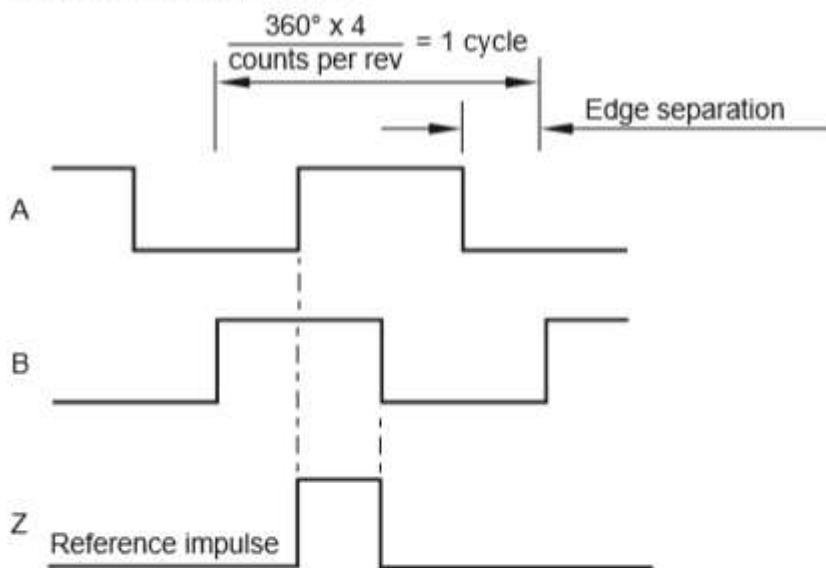 360° x 4
counts per rev
= 1 cycle
Edge separation
A
B
Z
Reference impulse